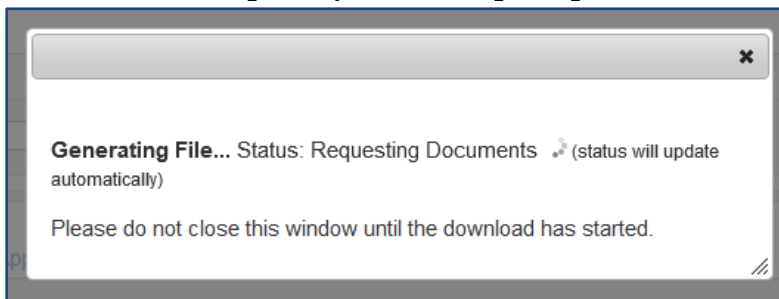 Generating File... Status: Requesting Documents (status will update
automatically)
Please do not close this window until the download has started.